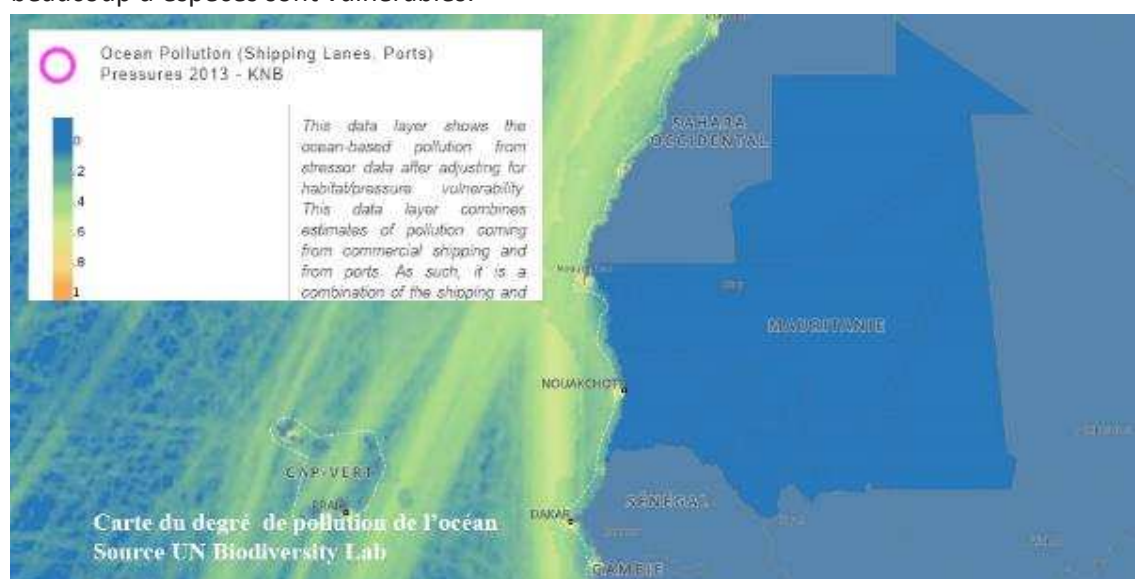 Ocean Pollution (Shipping Lanes, Ports)
Pressures 2013 - KNB
0
.2
.4
.6
.8
1
This data layer shows the
ocean-based pollution from
stressor data after adjusting for
habitat/pressure vulnerability.
This data layer combines
estimates of pollution coming
from commercial shipping and
from ports. As such, it is a
combination of the shipping and
SAHARA
OCCIDENTAL
MAURITANIE
NOUAKCHOTT
CAP-VERT
PRAIA
DAKAR
SÉNÉGAL
GAMBIE
Carte du degré de pollution de l'océan
Source UN Biodiversity Lab